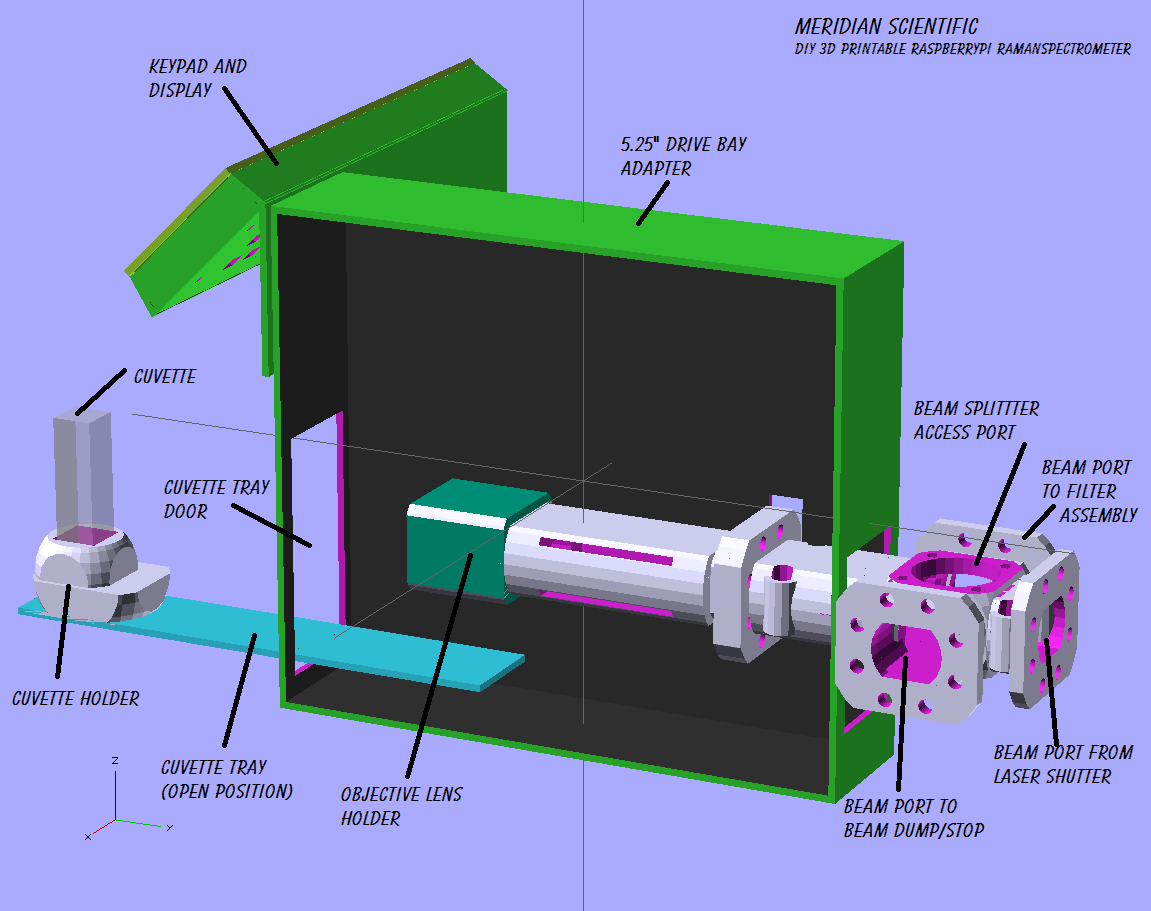 MERIDIAN SCIENTIFIC
DIY 3D PRINTABLE RASPBERRYPI RAMANSPECTROMETER
KEYPAD AND
DISPLAY
5.25" DRIVE BAY
ADAPTER
CUVETTE
BEAM SPLITTTER
ACCESS PORT
BEAM PORT
TO FILTER
ASSEMBLY
CUVETTE TRAY
DOOR
CUVETTE HOLDER
CUVETTE TRAY
(OPEN POSITION)
OBJECTIVE LENS
HOLDER
BEAM PORT FROM
LASER SHUTTER
BEAM PORT TO
BEAM DUMP/STOP
Z
X
Y